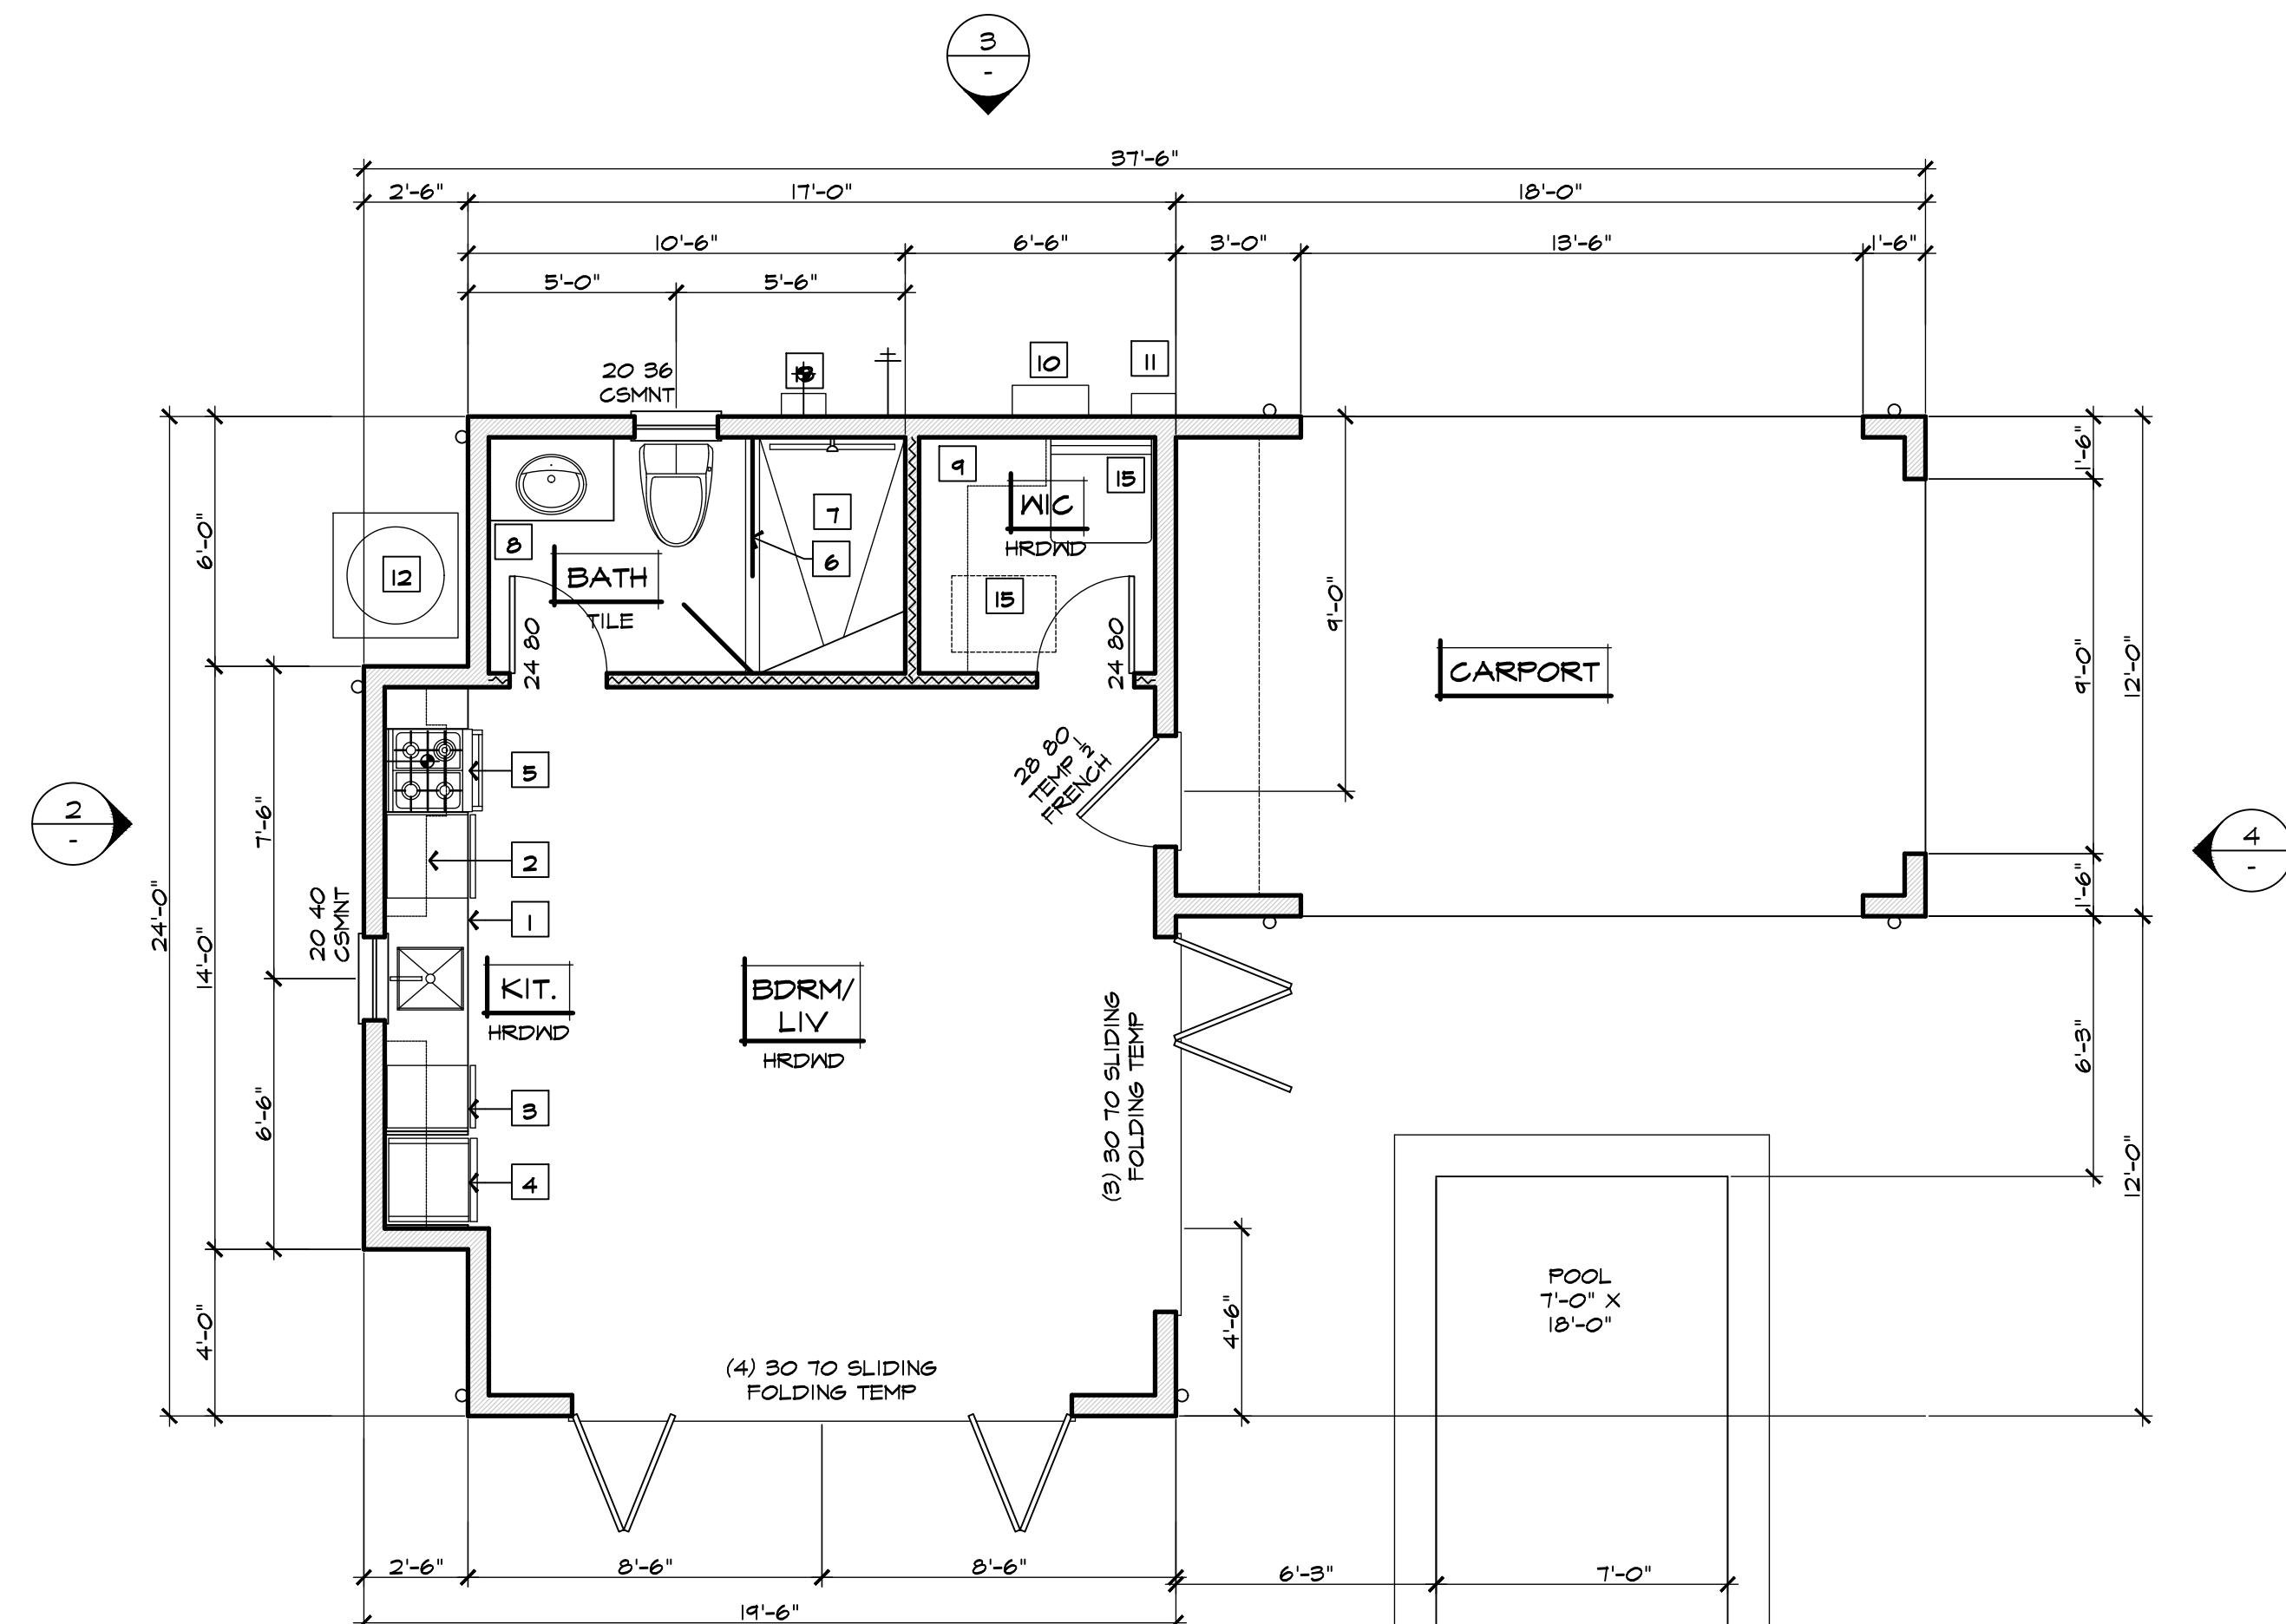 3
-
37'-6"
2'-6"
17'-0"
18'-0"
10'-6"
6'-6"
3'-0"
13'-6"
1'-6"
5'-0"
5'-6"
20 36
CSMNT
10
11
9
15
WIC
HRDWD
7
6
8
BATH
TILE
12
15
24 80
24 80
6'-0"
9'-0"
CARPORT
1'-6"
9'-0"
12'-0"
1'-6"
28 80
TEMP
FRENCH
5
2
1
2
-
4
-
7'-6"
24'-0"
14'-0"
20 40
CSMNT
KIT.
HRDWD
BDRM/
LIV
HRDWD
(3) 30 70 SLIDING
FOLDING TEMP
6'-3"
12'-0"
6'-6"
3
4
4'-0"
4'-6"
POOL
7'-0" X
18'-0"
(4) 30 70 SLIDING
FOLDING TEMP
2'-6"
8'-6"
8'-6"
6'-3"
7'-0"
19'-6"